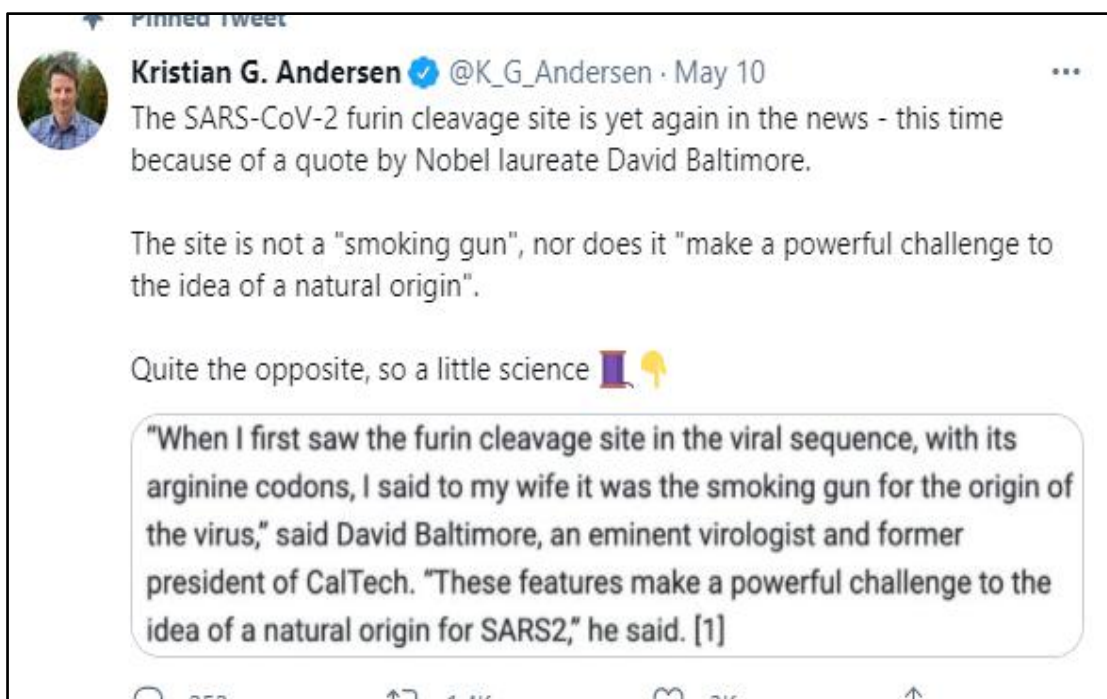 Pinned Tweet
Kristian G. Andersen @K_G_Andersen · May 10
The SARS-CoV-2 furin cleavage site is yet again in the news - this time
because of a quote by Nobel laureate David Baltimore.
The site is not a "smoking gun", nor does it "make a powerful challenge to
the idea of a natural origin".
Quite the opposite, so a little science 🧵👇
“When I first saw the furin cleavage site in the viral sequence, with its
arginine codons, I said to my wife it was the smoking gun for the origin of
the virus,” said David Baltimore, an eminent virologist and former
president of CalTech. “These features make a powerful challenge to the
idea of a natural origin for SARS2,” he said. [1]